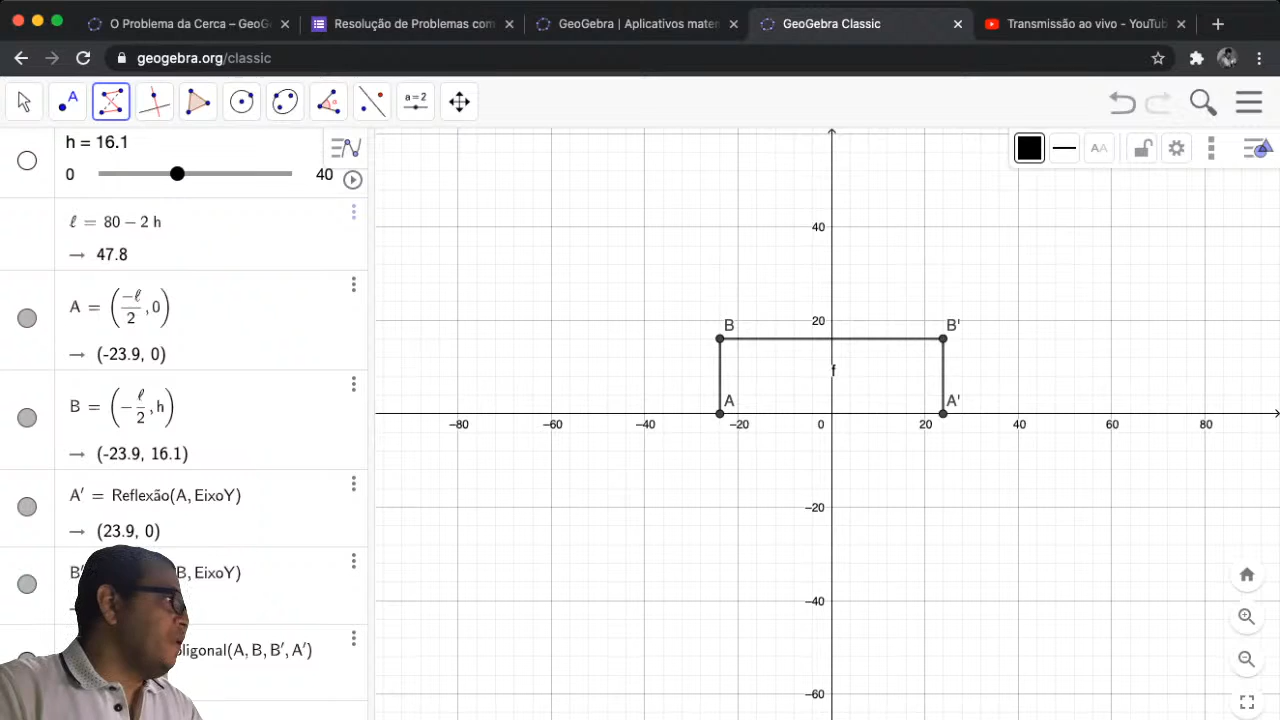 O Problema da Cerca – GeoG
Resolução de Problemas com
GeoGebra | Aplicativos mater
GeoGebra Classic
Transmissão ao vivo - YouTub
geogebra.org/classic
A
a=2
h = 16.1
0
40
ℓ = 80 − 2 h
→ 47.8
A = (−ℓ/2, 0)
→ (-23.9, 0)
B = (−ℓ/2, h)
→ (-23.9, 16.1)
A′ = Reflexão(A, EixoY)
→ (23.9, 0)
B, EixoY)
oligonal(A, B, B′, A′)
AA
40
20
B
B'
f
A
A'
−80
−60
−40
−20
0
20
40
60
80
−20
−40
−60